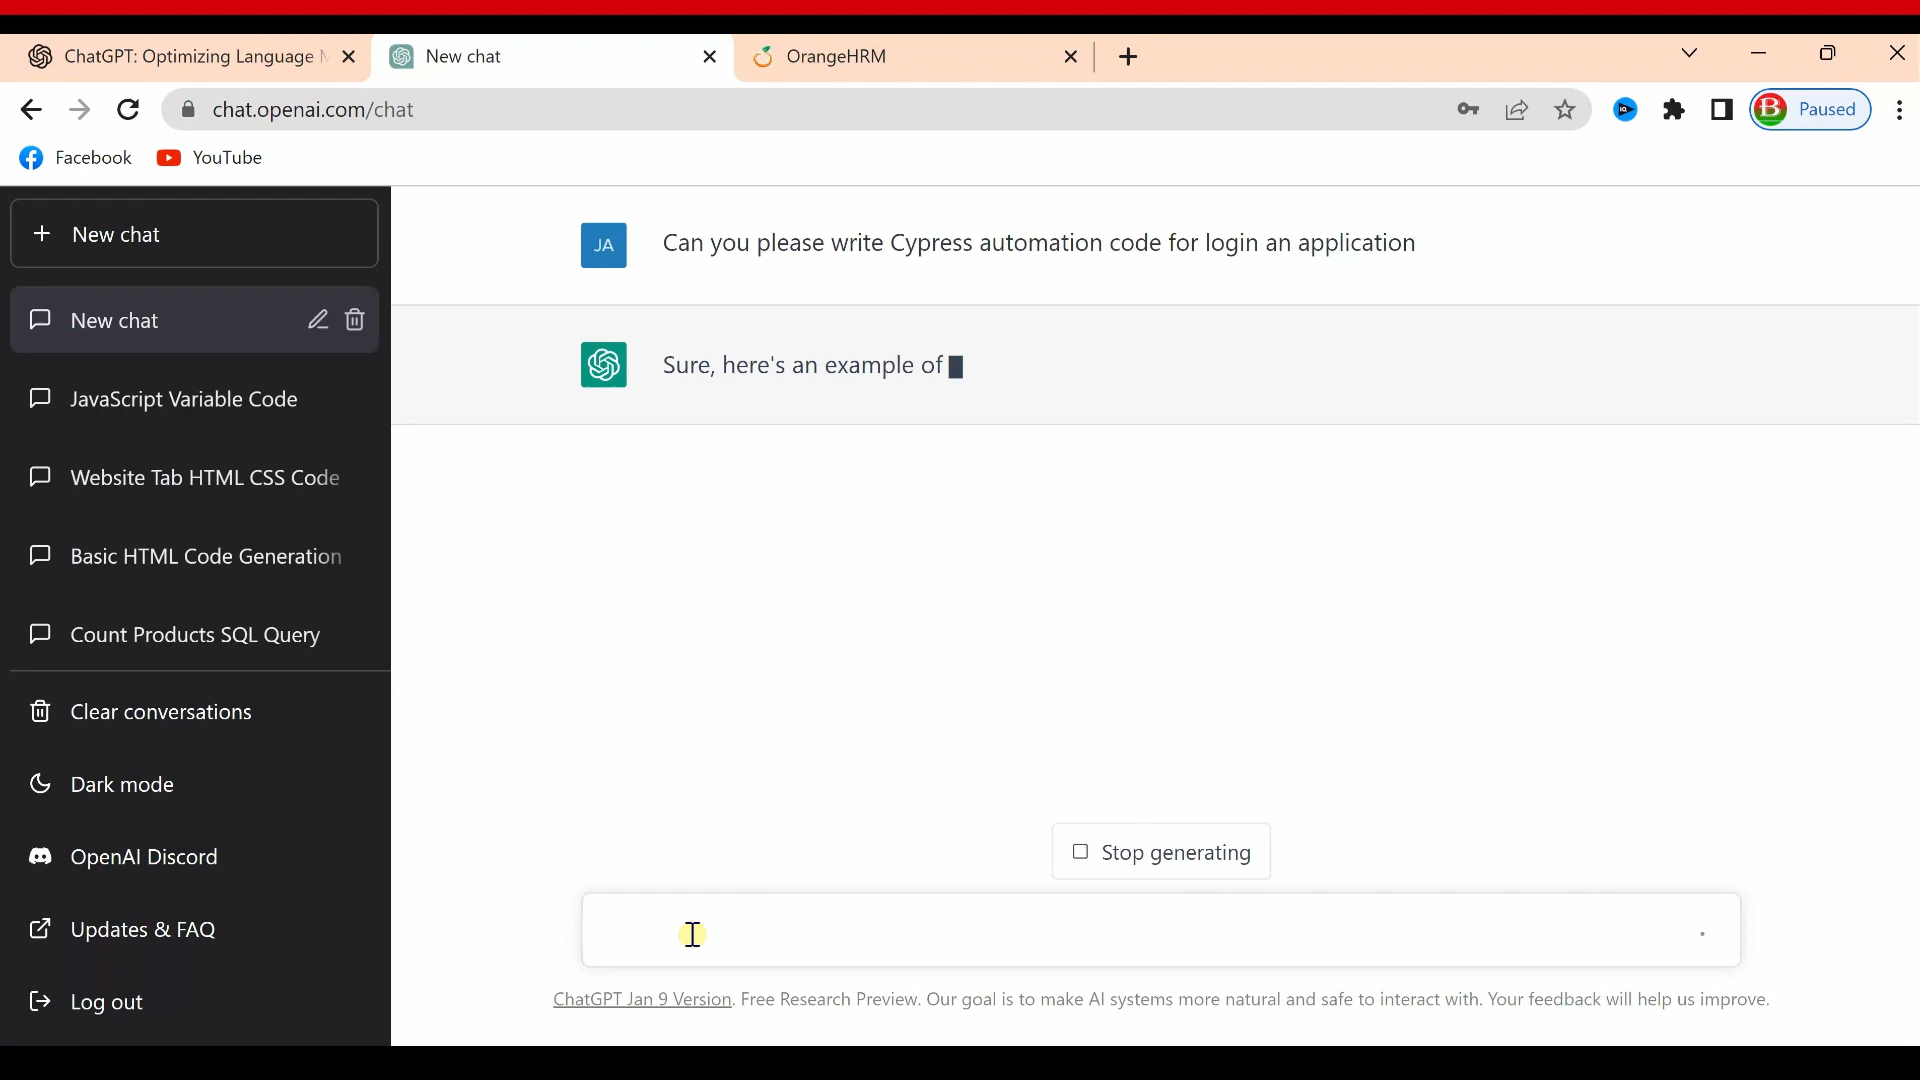 ChatGPT: Optimizing Language
New chat
OrangeHRM
chat.openai.com/chat
B
Paused
Facebook
YouTube
New chat
New chat
JavaScript Variable Code
Website Tab HTML CSS Code
Basic HTML Code Generation
Count Products SQL Query
Clear conversations
Dark mode
OpenAI Discord
Updates & FAQ
Log out
JA
Can you please write Cypress automation code for login an application
Sure, here's an example of
Stop generating
ChatGPT Jan 9 Version. Free Research Preview. Our goal is to make AI systems more natural and safe to interact with. Your feedback will help us improve.